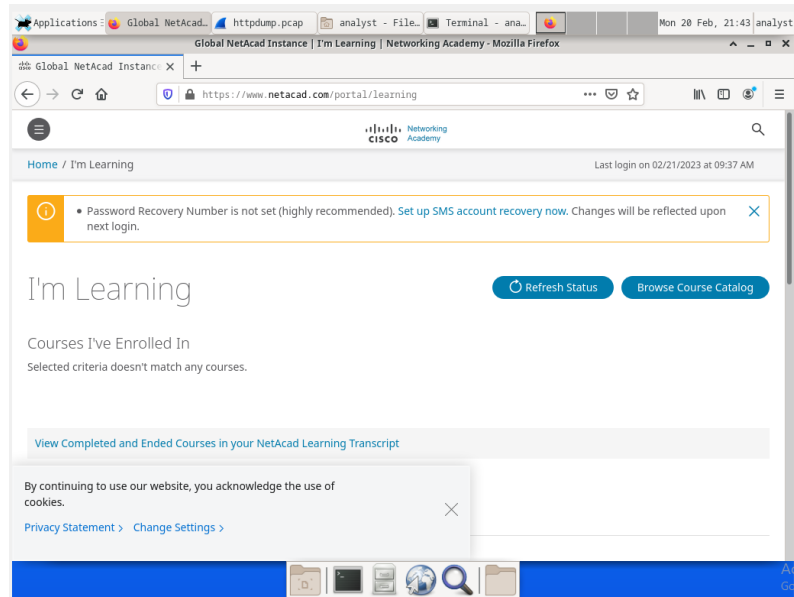 Applications Global NetAcad… httpdump.pcap analyst - File… Terminal - ana… Mon 20 Feb, 21:43 analyst
Global NetAcad Instance | I'm Learning | Networking Academy - Mozilla Firefox
Global NetAcad Instance
https://www.netacad.com/portal/learning
CISCO Networking Academy
Home / I'm Learning Last login on 02/21/2023 at 09:37 AM
• Password Recovery Number is not set (highly recommended). Set up SMS account recovery now. Changes will be reflected upon
next login.
I'm Learning Refresh Status Browse Course Catalog
Courses I've Enrolled In
Selected criteria doesn't match any courses.
View Completed and Ended Courses in your NetAcad Learning Transcript
By continuing to use our website, you acknowledge the use of
cookies.
Privacy Statement > Change Settings >